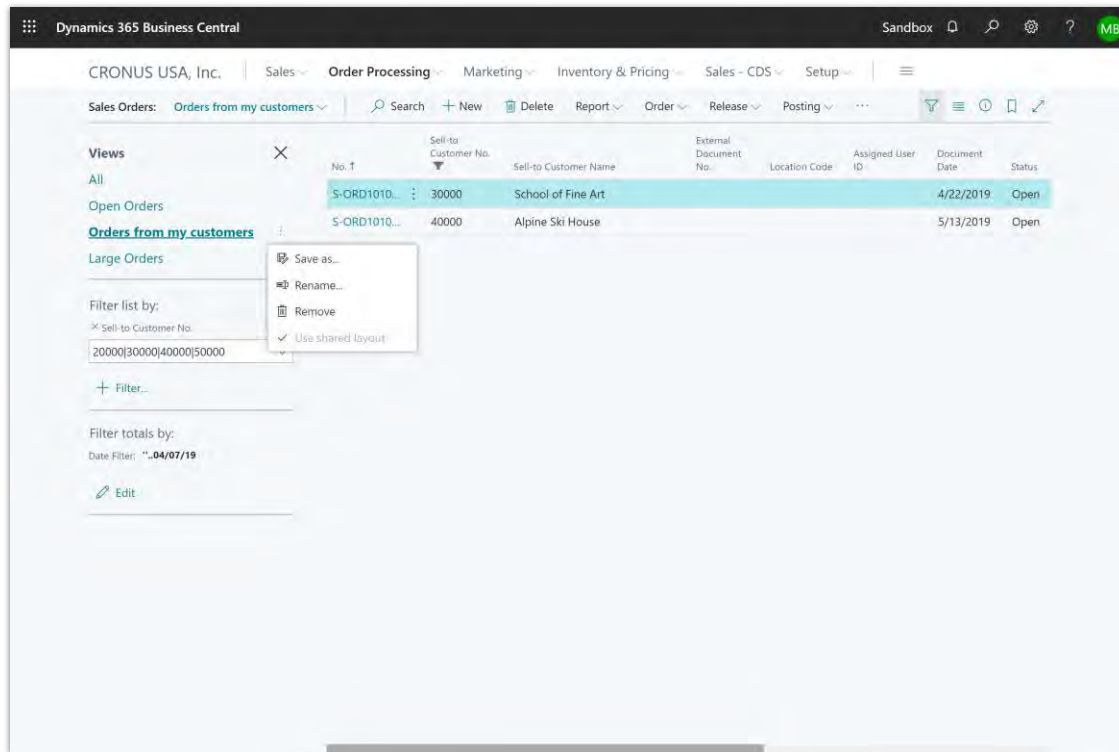 Dynamics 365 Business Central Sandbox ? MB
CRONUS USA, Inc. Sales Order Processing Marketing Inventory & Pricing Sales - CDS Setup
Sales Orders: Orders from my customers Search + New Delete Report Order Release Posting ...
Views
All
Open Orders
Orders from my customers
Large Orders
Save as...
Rename...
Remove
Use shared layout
Filter list by:
× Sell-to Customer No.
20000|30000|40000|50000
+ Filter...
Filter totals by:
Date Filter: ''..04/07/19
Edit
No. ↑ Sell-to Customer No. Sell-to Customer Name External Document No. Location Code Assigned User ID Document Date Status
S-ORD1010... 30000 School of Fine Art 4/22/2019 Open
S-ORD1010... 40000 Alpine Ski House 5/13/2019 Open